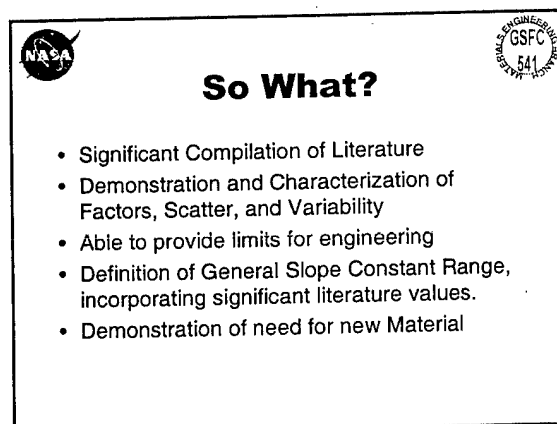 NASA
MATERIALS ENGINEERING BRANCH
GSFC
541
So What?
• Significant Compilation of Literature
• Demonstration and Characterization of
Factors, Scatter, and Variability
• Able to provide limits for engineering
• Definition of General Slope Constant Range,
incorporating significant literature values.
• Demonstration of need for new Material